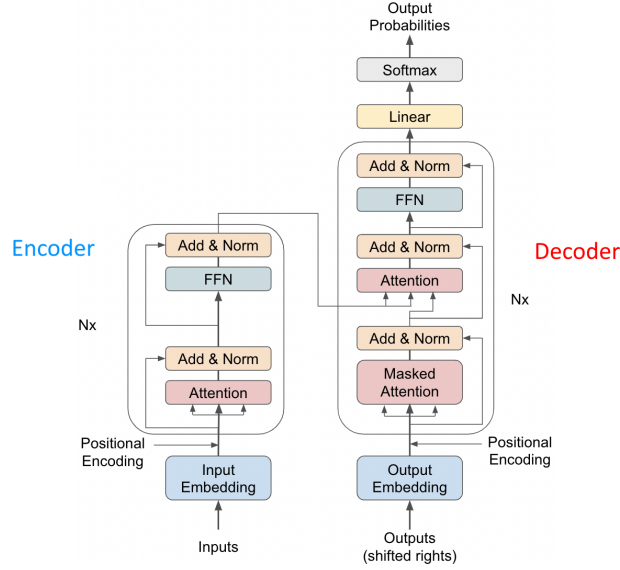 Output
Probabilities
Softmax
Linear
Add & Norm
FFN
Add & Norm
Attention
Nx
Add & Norm
Masked
Attention
Positional
Encoding
Output
Embedding
Outputs
(shifted rights)
Decoder
Encoder
Add & Norm
FFN
Nx
Add & Norm
Attention
Positional
Encoding
Input
Embedding
Inputs